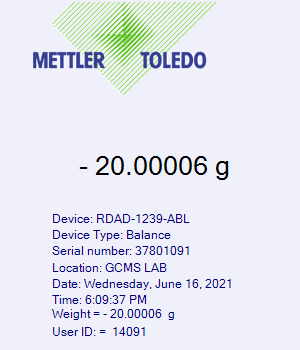 METTLER TOLEDO
- 20.00006 g
Device: RDAD-1239-ABL
Device Type: Balance
Serial number: 37801091
Location: GCMS LAB
Date: Wednesday, June 16, 2021
Time: 6:09:37 PM
Weight = - 20.00006 g
User ID: = 14091